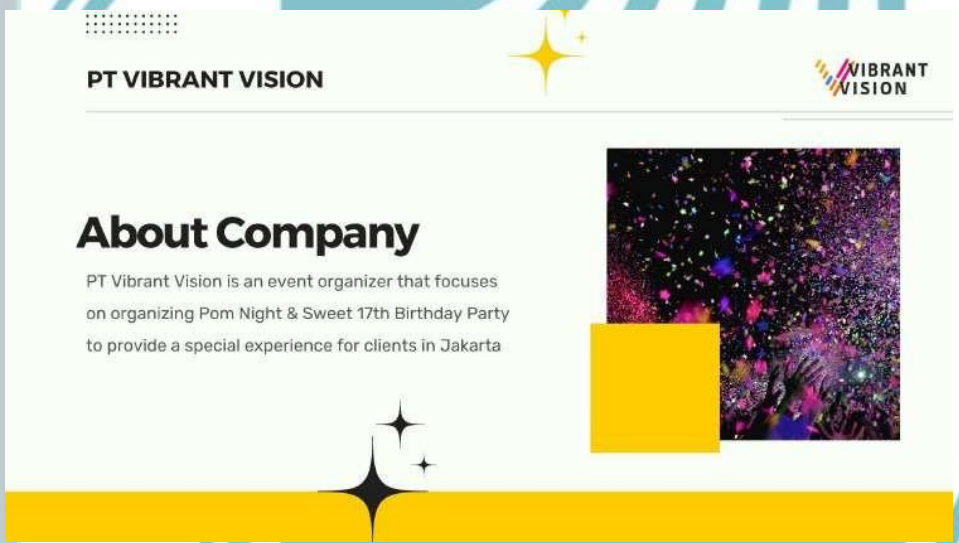 PT VIBRANT VISION
VIBRANT
VISION
About Company
PT Vibrant Vision is an event organizer that focuses
on organizing Pom Night & Sweet 17th Birthday Party
to provide a special experience for clients in Jakarta